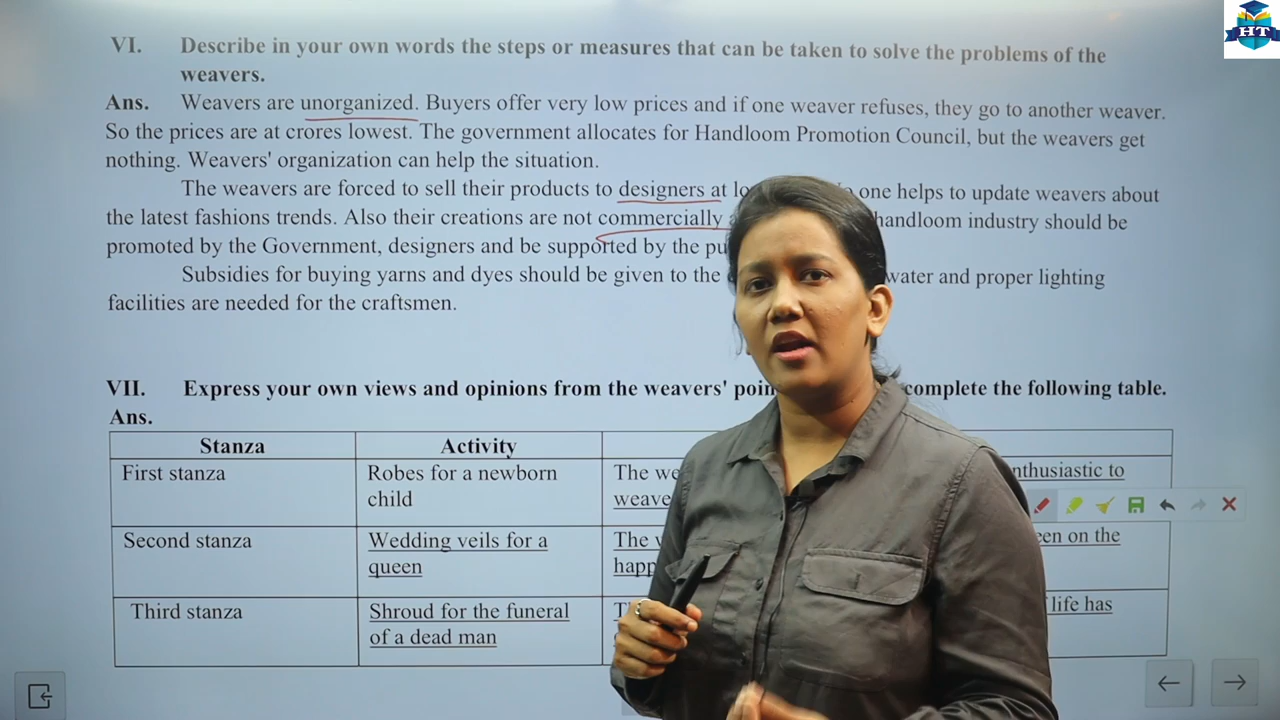 HT
VI. Describe in your own words the steps or measures that can be taken to solve the problems of the
weavers.
Ans. Weavers are unorganized. Buyers offer very low prices and if one weaver refuses, they go to another weaver.
So the prices are at crores lowest. The government allocates for Handloom Promotion Council, but the weavers get
nothing. Weavers' organization can help the situation.
The weavers are forced to sell their products to designers at one helps to update weavers about
the latest fashions trends. Also their creations are not commercially handloom industry should be
promoted by the Government, designers and be supported by the
Subsidies for buying yarns and dyes should be given to the water and proper lighting
facilities are needed for the craftsmen.
VII. Express your own views and opinions from the weavers' complete the following table.
Ans.
Stanza Activity
First stanza Robes for a newborn The
child
Second stanza Wedding veils for a The on the
queen
Third stanza Shroud for the funeral life has
of a dead man